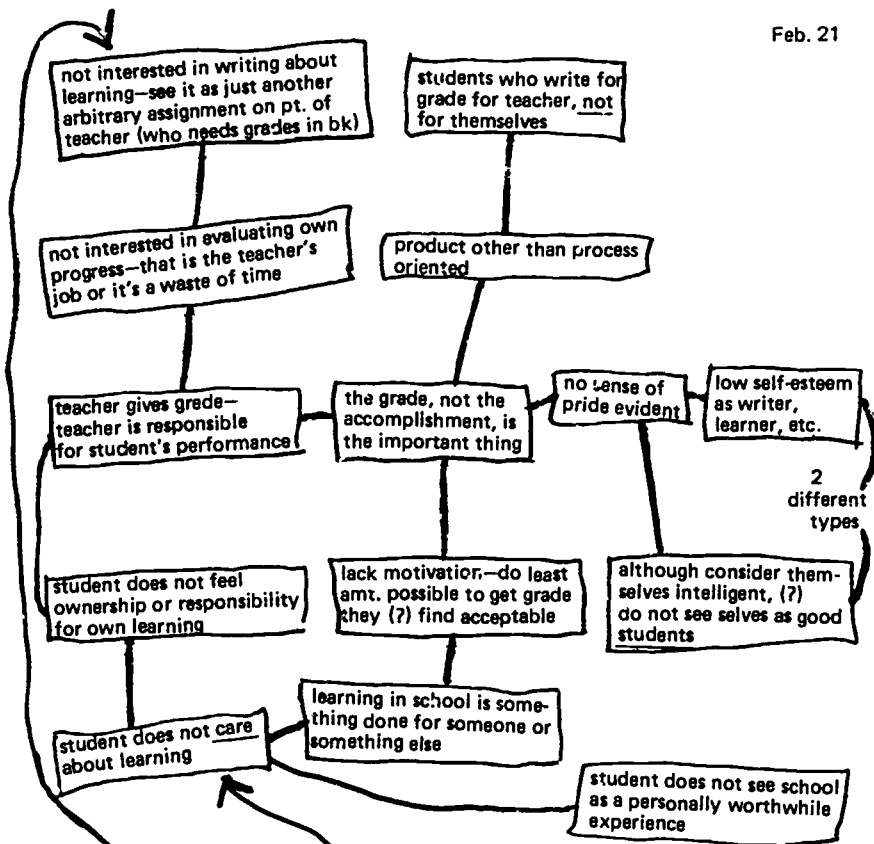 Feb. 21
not interested in writing about
learning—see it as just another
arbitrary assignment on pt. of
teacher (who needs grades in bk)
students who write for
grade for teacher, not
for themselves
not interested in evaluating own
progress—that is the teacher's
job or it's a waste of time
product other than process
oriented
teacher gives grede—
teacher is responsible
for student's performance
the grade, not the
accomplishment, is
the important thing
no sense of
pride evident
low self-esteem
as writer,
learner, etc.
2
different
types
student does not feel
ownership or responsibility
for own learning
lack motivation—do least
amt. possible to get grade
they (?) find acceptable
although consider them-
selves intelligent, (?)
do not see selves as good
students
student does not care
about learning
learning in school is some-
thing done for someone or
something else
student does not see school
as a personally worthwhile
experience